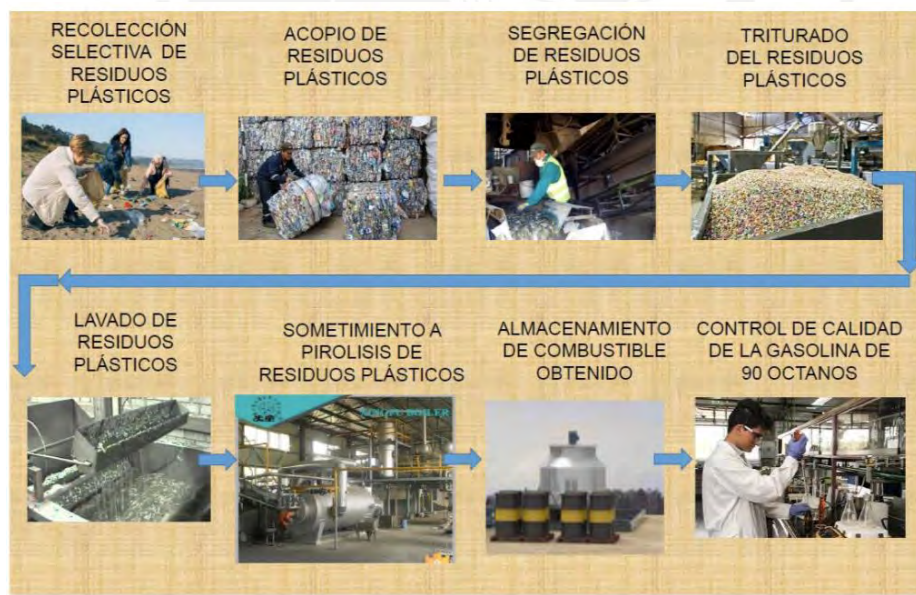 RECOLECCIÓN
SELECTIVA DE
RESIDUOS
PLÁSTICOS
ACOPIO DE
RESIDUOS
PLÁSTICOS
SEGREGACIÓN
DE RESIDUOS
PLÁSTICOS
TRITURADO
DEL RESIDUOS
PLÁSTICOS
LAVADO DE
RESIDUOS
PLÁSTICOS
SOMETIMIENTO A
PIROLISIS DE
RESIDUOS PLÁSTICOS
ALMACENAMIENTO
DE COMBUSTIBLE
OBTENIDO
CONTROL DE CALIDAD
DE LA GASOLINA DE
90 OCTANOS